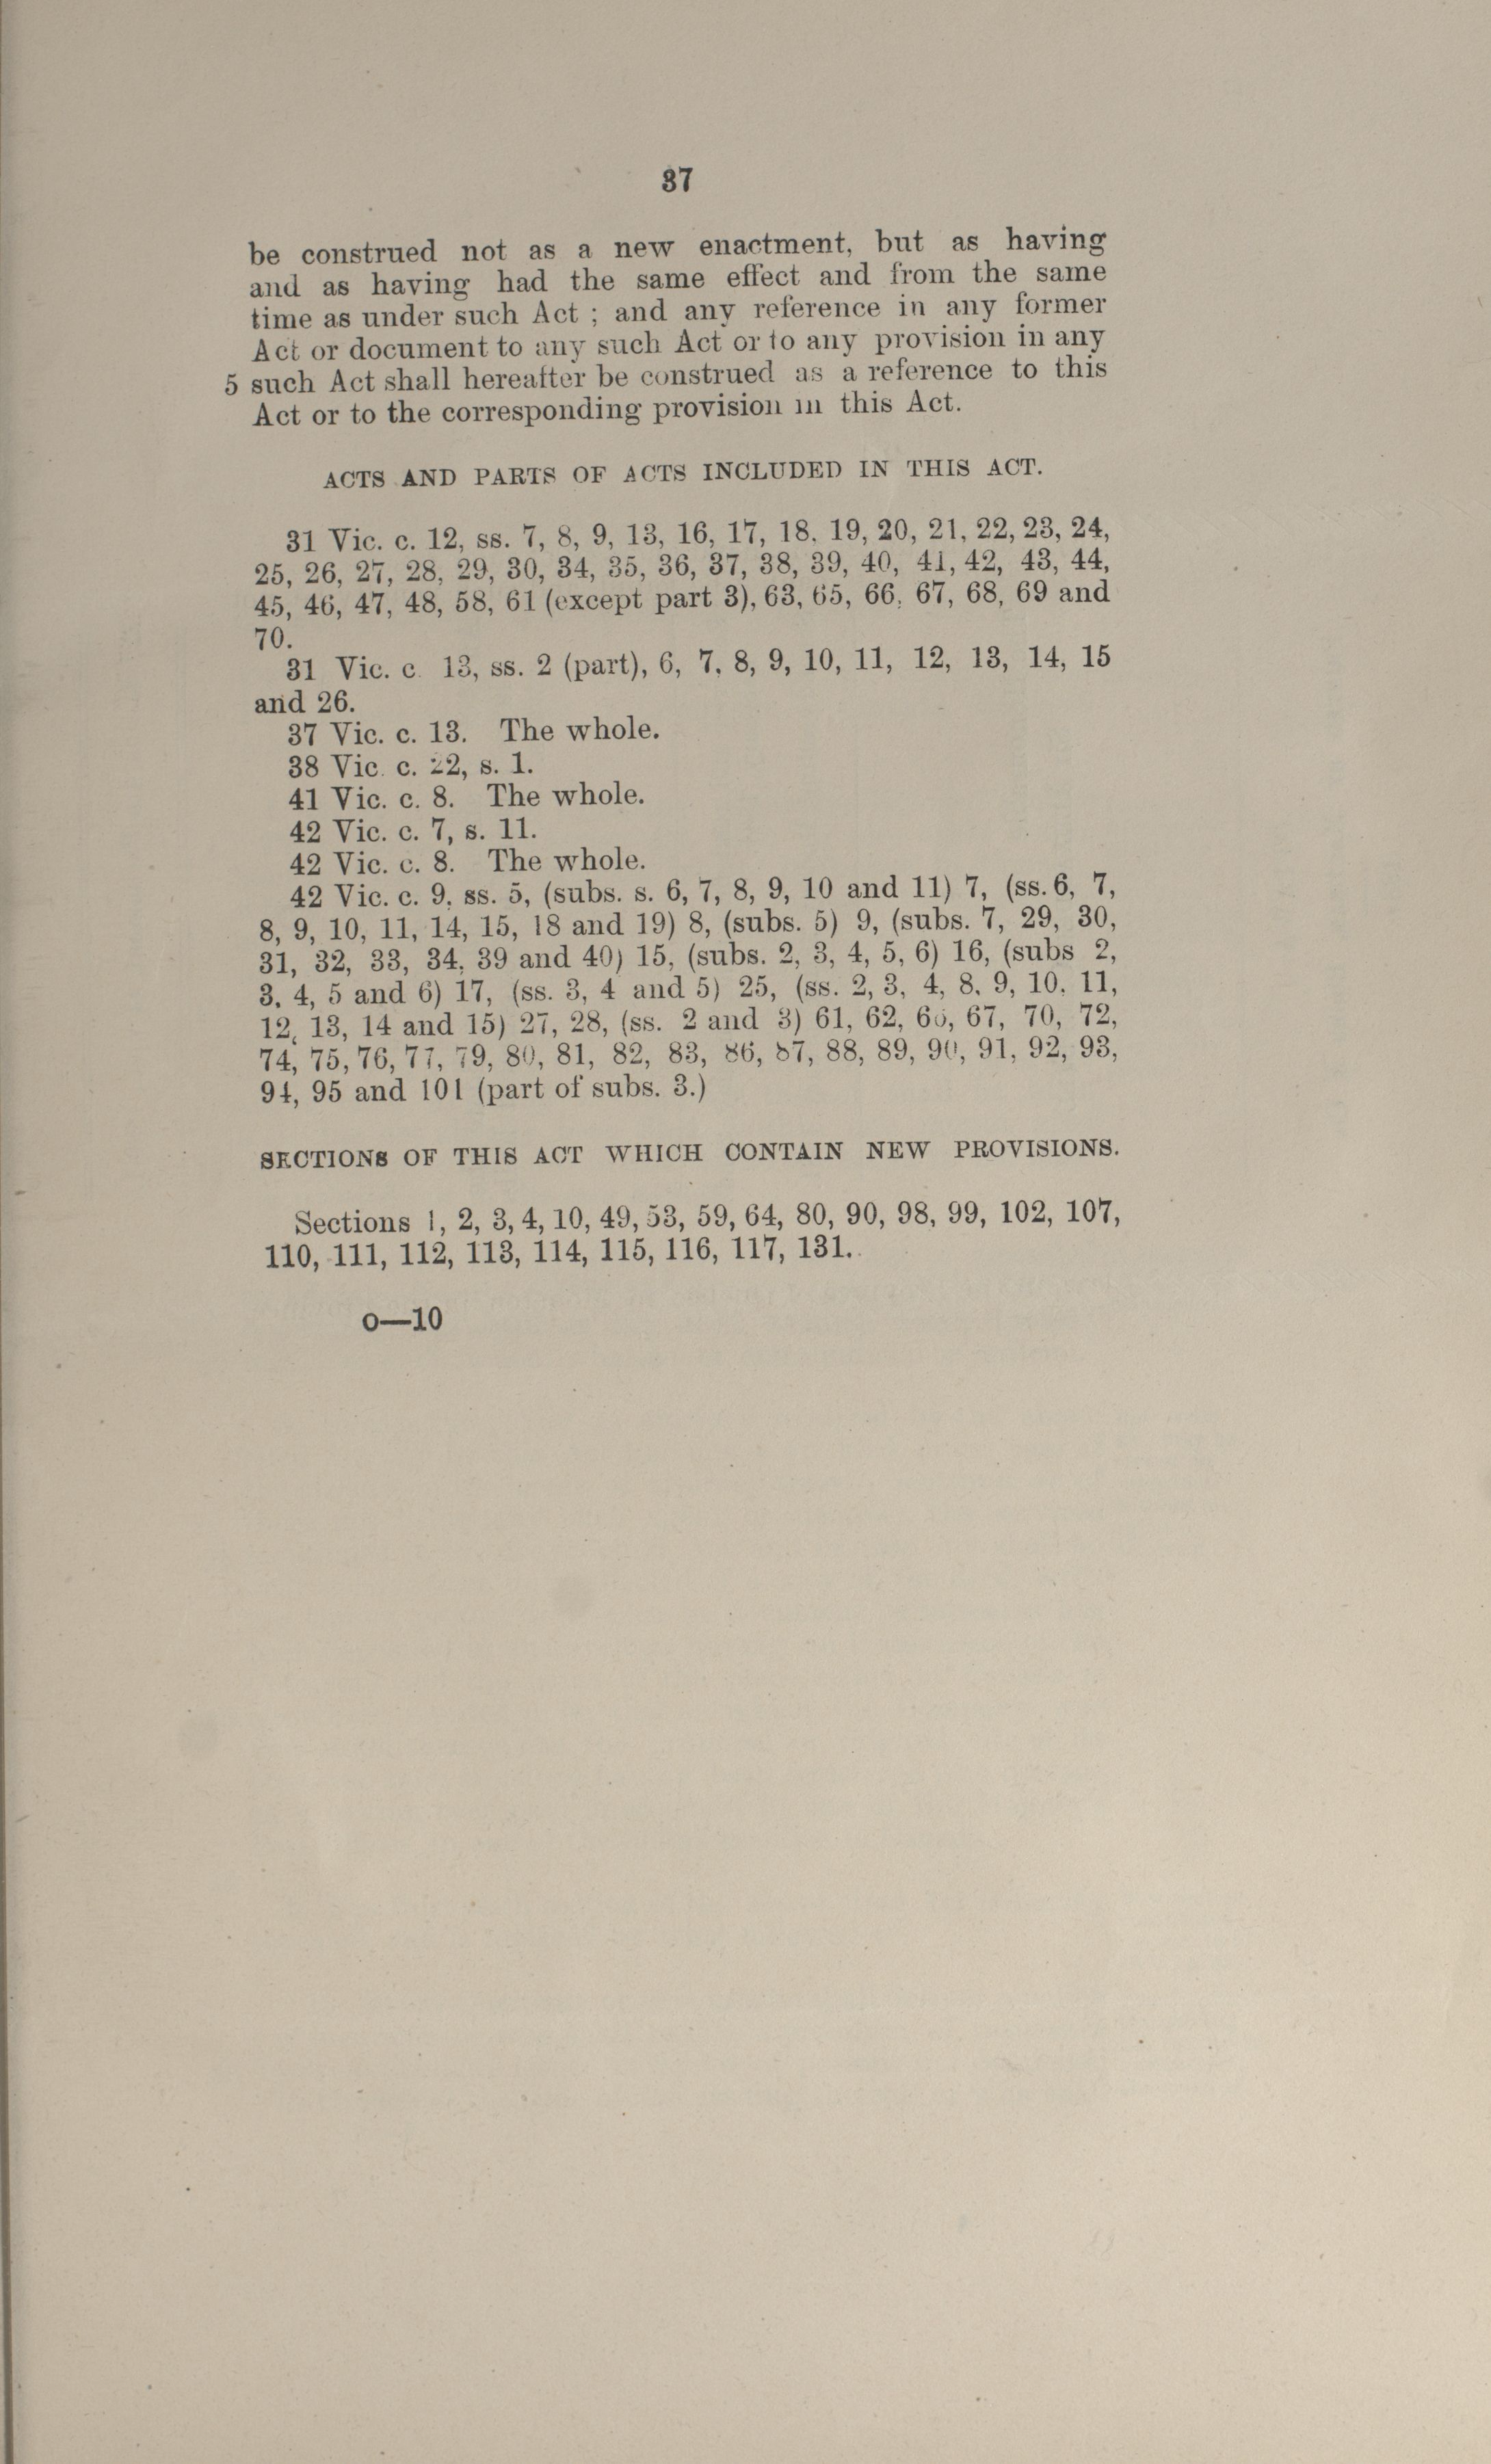 37
be construed not as a new enactment, but as having
and as having had the same effect and from the same
time as under such Act ; and any reference in any former
Act or document to any such Act or to any provision in any
5 such Act shall hereafter be construed as a reference to this
Act or to the corresponding provision in this Act.
ACTS AND PARTS OF ACTS INCLUDED IN THIS ACT.
31 Vic. c. 12, ss. 7, 8, 9, 13, 16, 17, 18, 19, 20, 21, 22, 23, 24,
25, 26, 27, 28, 29, 30, 34, 35, 36, 37, 38, 39, 40, 41, 42, 43, 44,
45, 46, 47, 48, 58, 61 (except part 3), 63, 65, 66, 67, 68, 69 and
70.
31 Vic. c. 13, ss. 2 (part), 6, 7, 8, 9, 10, 11, 12, 13, 14, 15
and 26.
37 Vic. c. 13. The whole.
38 Vic. c. 22, s. 1.
41 Vic. c. 8. The whole.
42 Vic. c. 7, s. 11.
42 Vic. c. 8. The whole.
42 Vic. c. 9, ss. 5, (subs. s. 6, 7, 8, 9, 10 and 11) 7, (ss. 6, 7,
8, 9, 10, 11, 14, 15, 18 and 19) 8, (subs. 5) 9, (subs. 7, 29, 30,
31, 32, 33, 34, 39 and 40) 15, (subs. 2, 3, 4, 5, 6) 16, (subs 2,
3, 4, 5 and 6) 17, (ss. 3, 4 and 5) 25, (ss. 2, 3, 4, 8, 9, 10, 11,
12, 13, 14 and 15) 27, 28, (ss. 2 and 3) 61, 62, 67, 70, 72,
74, 75, 76, 77, 79, 80, 81, 82, 83, 86, 87, 88, 89, 90, 91, 92, 93,
94, 95 and 101 (part of subs. 3.)
SECTIONS OF THIS ACT WHICH CONTAIN NEW PROVISIONS.
Sections 1, 2, 3, 4, 10, 49, 53, 59, 64, 80, 90, 98, 99, 102, 107,
110, 111, 112, 113, 114, 115, 116, 117, 131.
o—10